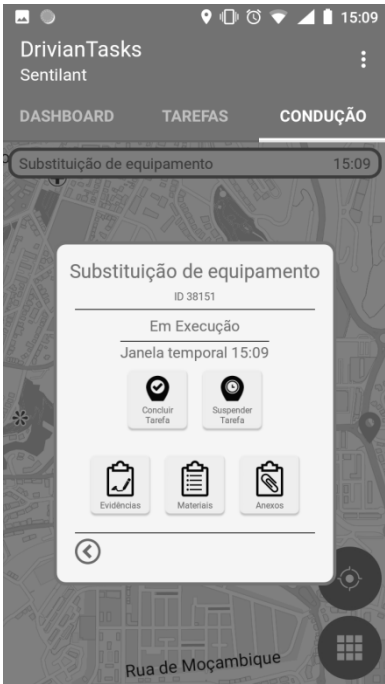 15:09
DrivianTasks
Sentilant
DASHBOARD TAREFAS CONDUÇÃO
Substituição de equipamento 15:09
Substituição de equipamento
ID 38151
Em Execução
Janela temporal 15:09
Concluir Tarefa
Suspender Tarefa
Evidências Materiais Anexos
Rua de Moçambique